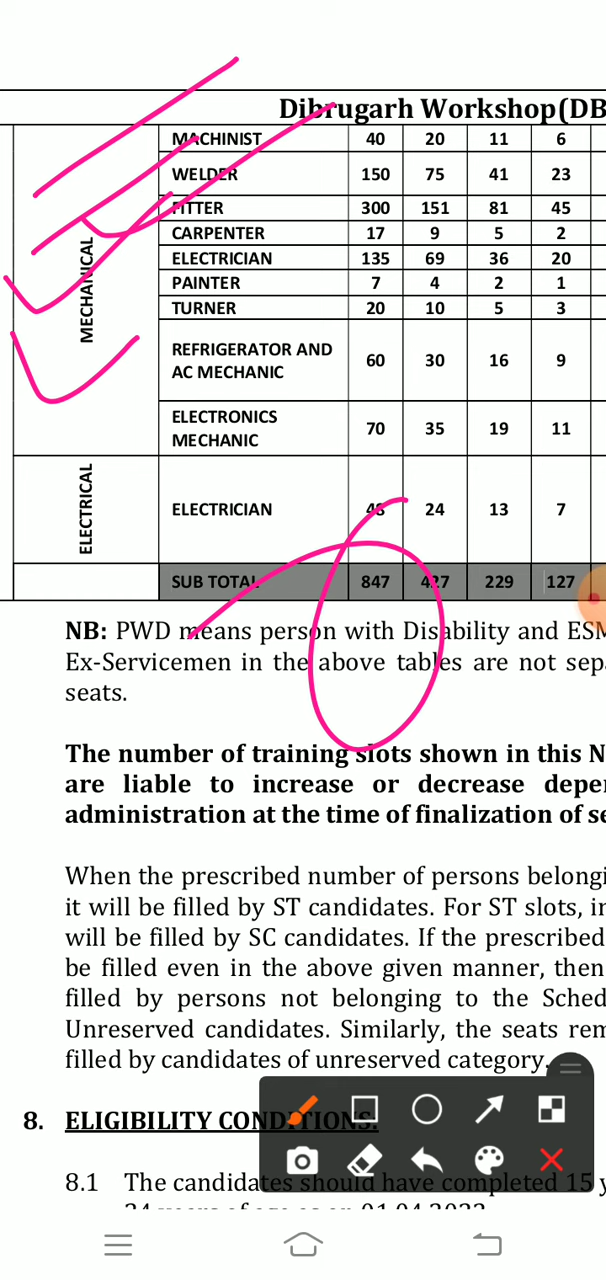 Dibrugarh Workshop(DB
MECHANICAL
MACHINIST 40 20 11 6
WELDER 150 75 41 23
FITTER 300 151 81 45
CARPENTER 17 9 5 2
ELECTRICIAN 135 69 36 20
PAINTER 7 4 2 1
TURNER 20 10 5 3
REFRIGERATOR AND
AC MECHANIC 60 30 16 9
ELECTRONICS
MECHANIC 70 35 19 11
ELECTRICAL
ELECTRICIAN 48 24 13 7
SUB TOTAL 847 427 229 127
NB: PWD means person with Disability and ESM
Ex-Servicemen in the above tables are not sep
seats.
The number of training slots shown in this N
are liable to increase or decrease depe
administration at the time of finalization of se
When the prescribed number of persons belongi
it will be filled by ST candidates. For ST slots, i
will be filled by SC candidates. If the prescribed
be filled even in the above given manner, then
filled by persons not belonging to the Sched
Unreserved candidates. Similarly, the seats rem
filled by candidates of unreserved category.
8. ELIGIBILITY CONDITIONS:
8.1 The candidates should have completed 15 y